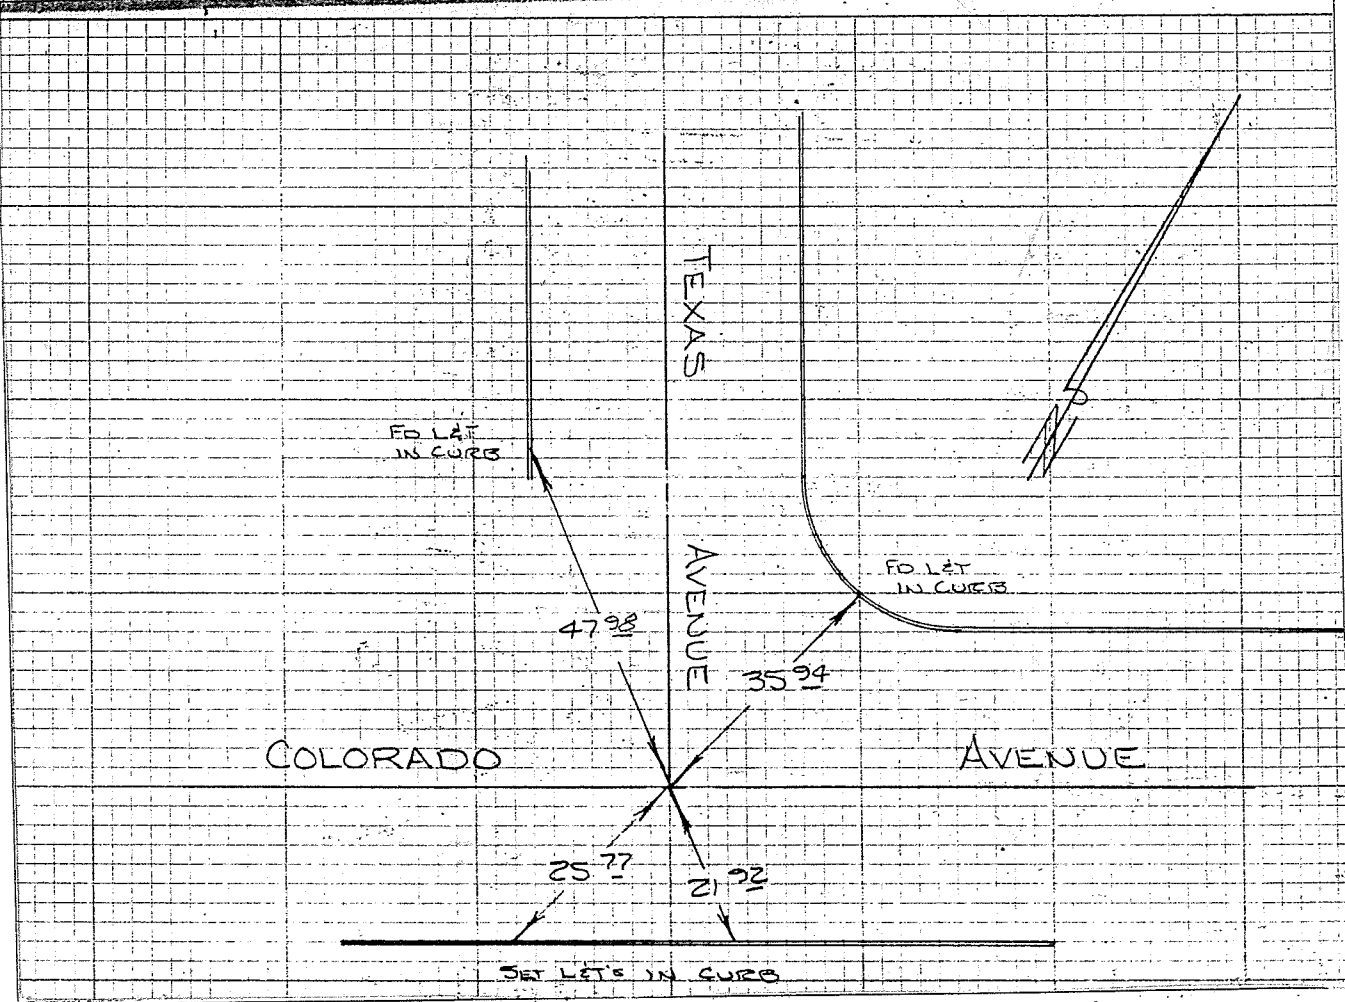 TEXAS
AVENUE
FD L&T
IN CURB
FD L&T
IN CURB
47 98
35 94
COLORADO AVENUE
25 77
21 92
SET L&T'S IN CURB